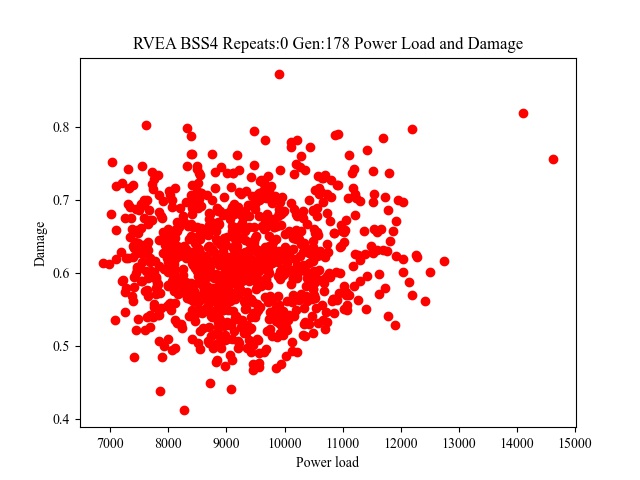 RVEA BSS4 Repeats:0 Gen:178 Power Load and Damage
0.8
0.7
0.6
0.5
0.4
Damage
7000 8000 9000 10000 11000 12000 13000 14000 15000
Power load